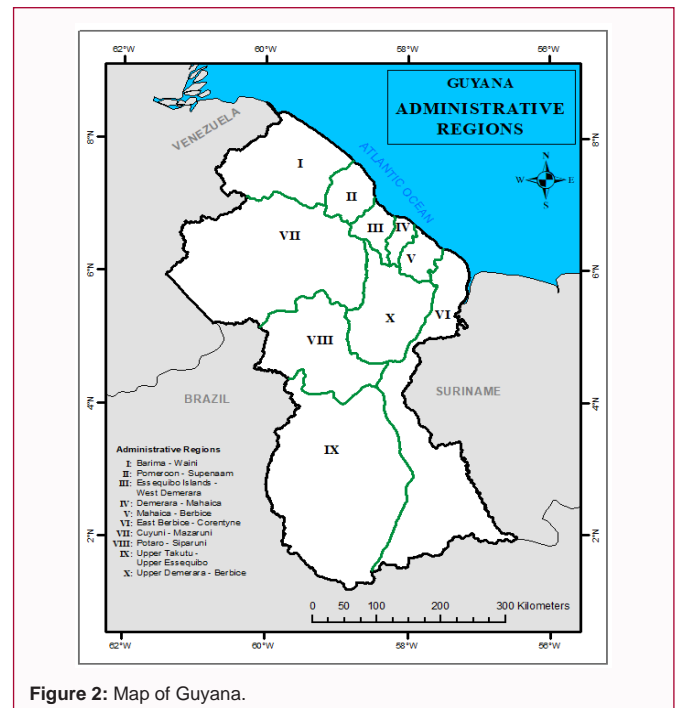 62°W 60°W 58°W 56°W
GUYANA
ADMINISTRATIVE
REGIONS
8°N
8°N
VENEZUELA
ATLANTIC OCEAN
N
W E
S
I
II
III
IV
V
VII
6°N
6°N
X
VI
VIII
BRAZIL
SURINAME
4°N
4°N
IX
Administrative Regions
I: Barima - Waini
II: Pomeroon - Supenaam
III: Essequibo Islands -
West Demerara
IV: Demerara - Mahaica
V: Mahaica - Berbice
VI: East Berbice - Corentyne
VII: Cuyuni - Mazaruni
VIII: Potaro - Siparuni
IX: Upper Takutu -
Upper Essequibo
X: Upper Demerara - Berbice
2°N
2°N
0 50 100 200 300 Kilometers
62°W 60°W 58°W 56°W
Figure 2: Map of Guyana.